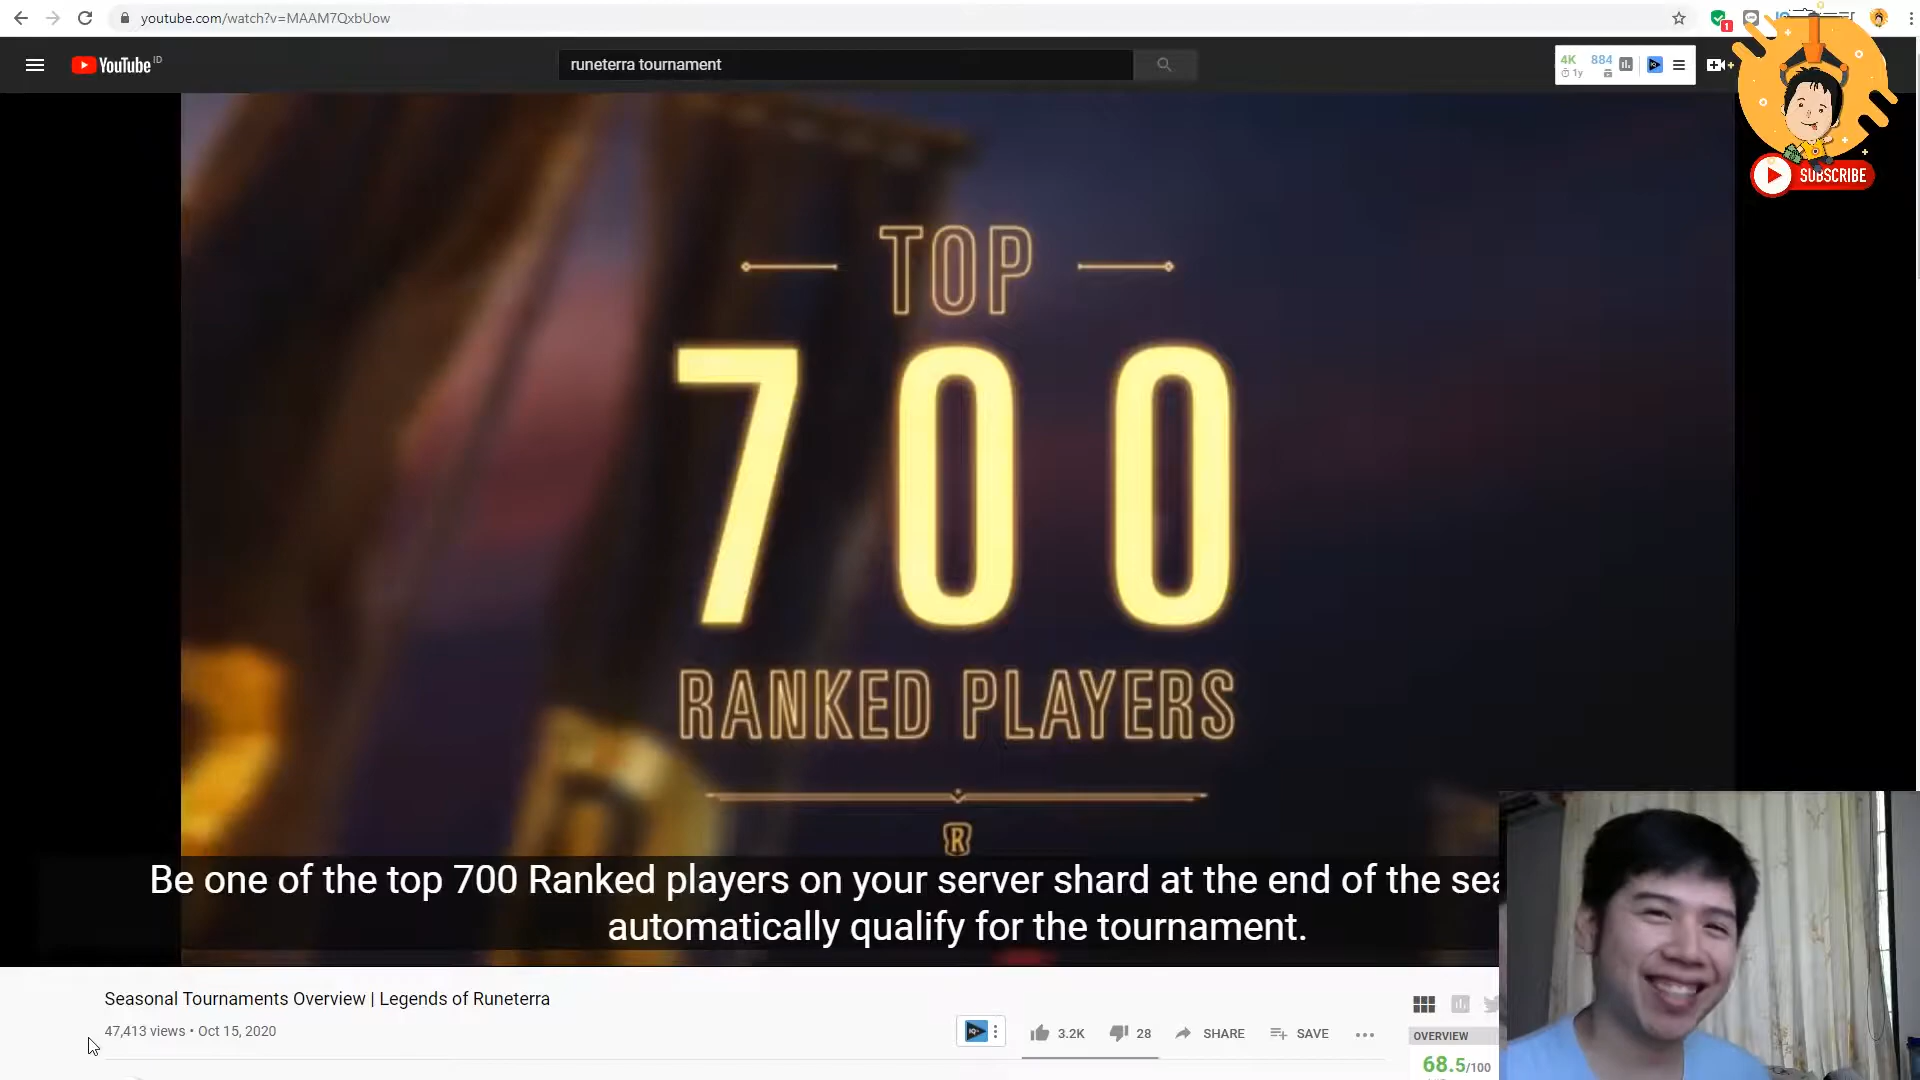 youtube.com/watch?v=MAAM7QxbUow
1
YouTube ID
runeterra tournament
4K
884
1y
SUBSCRIBE
TOP
700
RANKED PLAYERS
R
Be one of the top 700 Ranked players on your server shard at the end of the sea
automatically qualify for the tournament.
Seasonal Tournaments Overview | Legends of Runeterra
47,413 views • Oct 15, 2020
3.2K
28
SHARE
SAVE
OVERVIEW
68.5/100